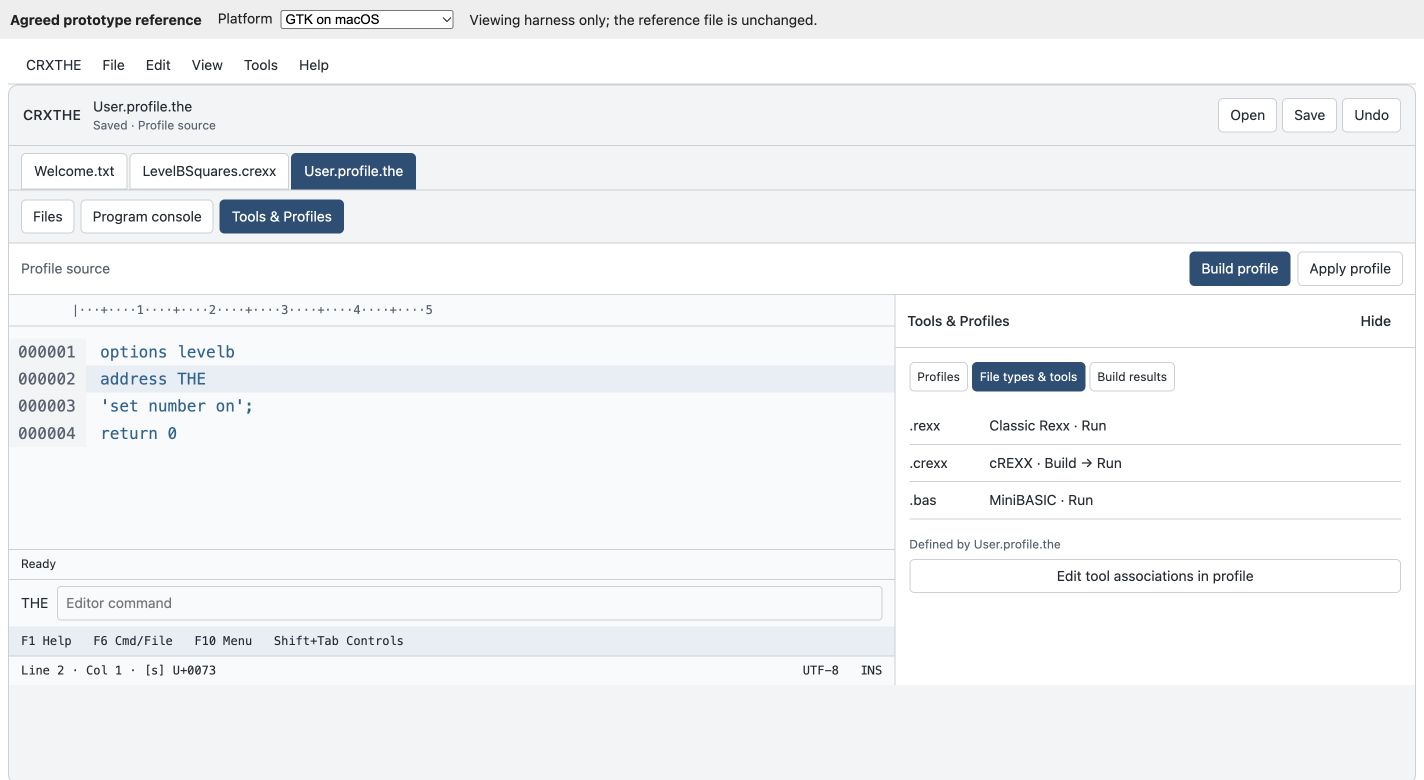 Agreed prototype reference Platform GTK on macOS Viewing harness only; the reference file is unchanged.
CRXTHE File Edit View Tools Help
CRXTHE
User.profile.the
Saved · Profile source
Open Save Undo
Welcome.txt LevelBSquares.crexx User.profile.the
Files Program console Tools & Profiles
Profile source
Build profile Apply profile
|···+····1····+····2····+····3····+····4····+····5
000001 options levelb
000002 address THE
000003 'set number on';
000004 return 0
Ready
THE Editor command
F1 Help F6 Cmd/File F10 Menu Shift+Tab Controls
Line 2 · Col 1 · [s] U+0073 UTF-8 INS
Tools & Profiles Hide
Profiles File types & tools Build results
.rexx Classic Rexx · Run
.crexx cREXX · Build → Run
.bas MiniBASIC · Run
Defined by User.profile.the
Edit tool associations in profile